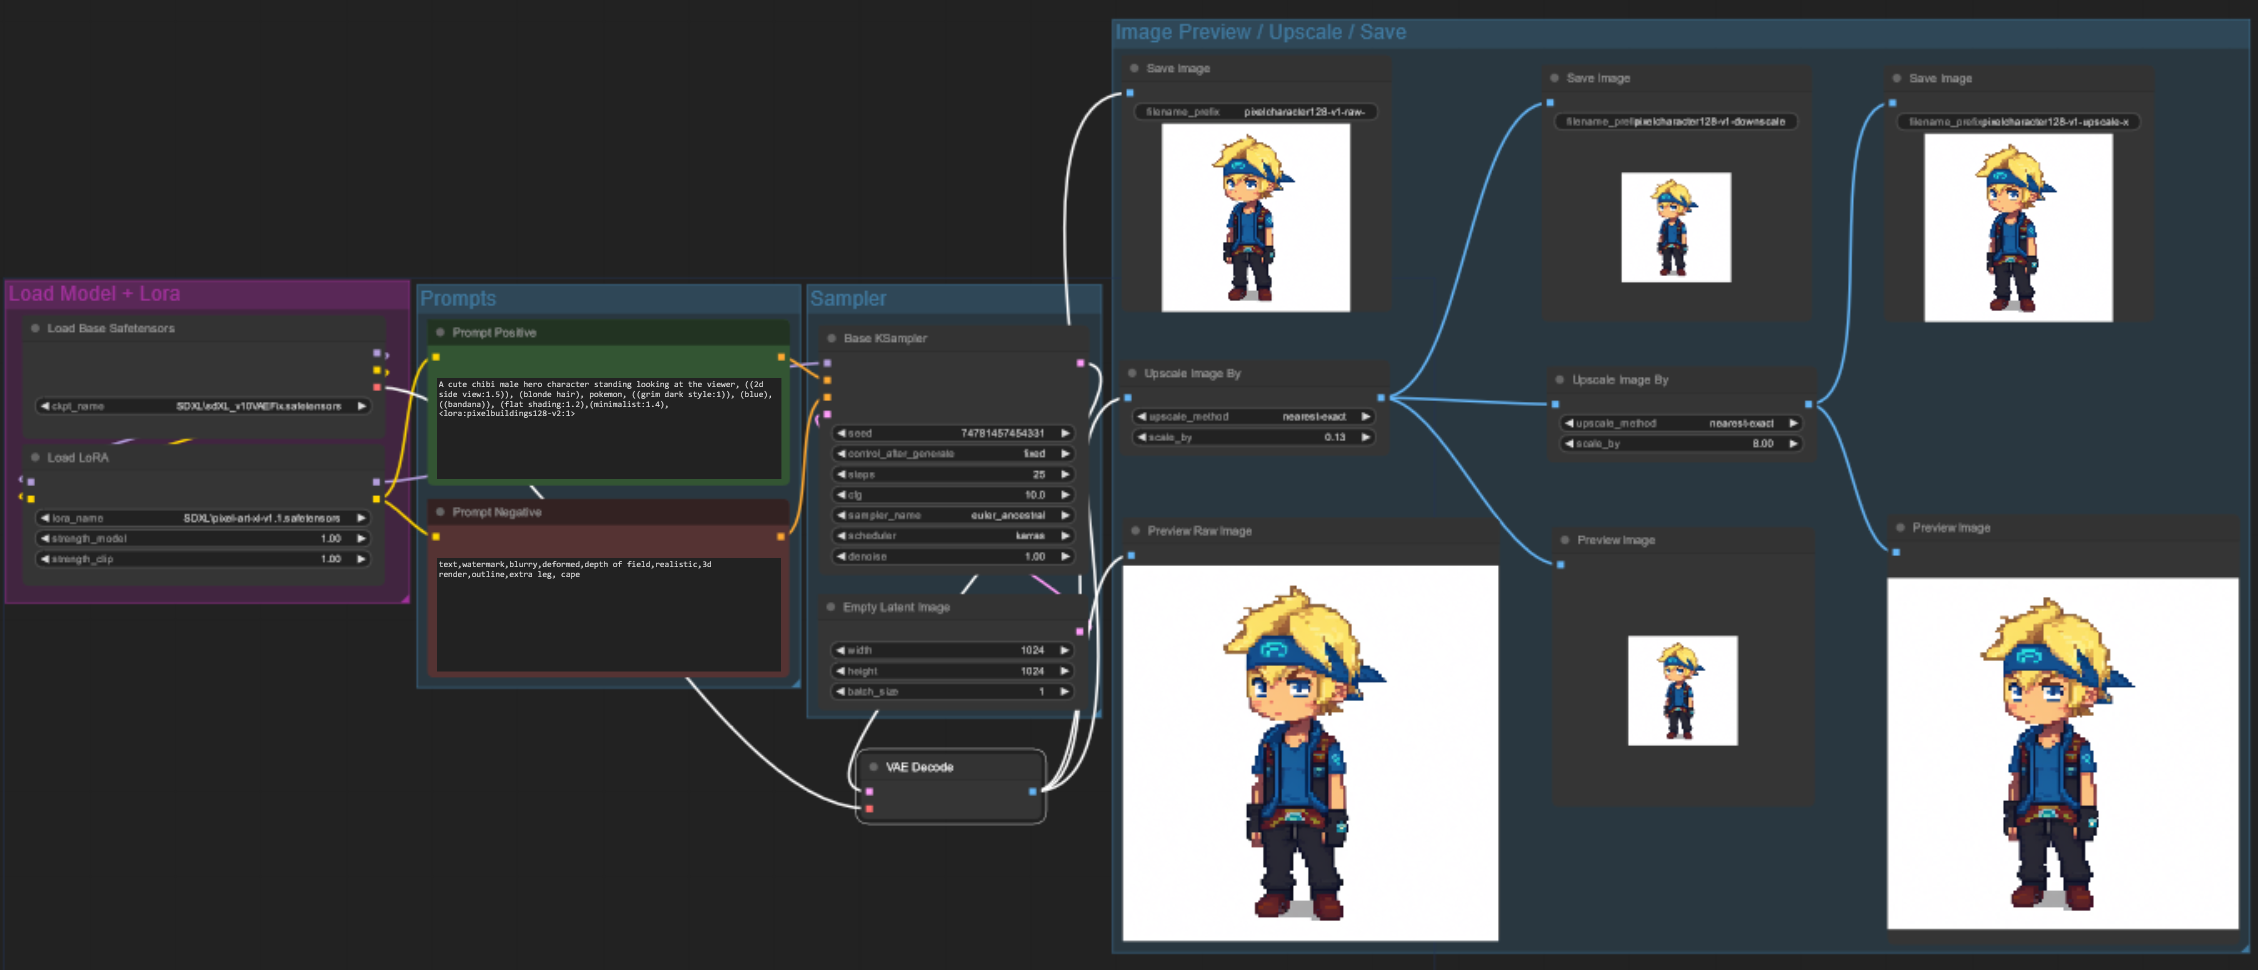 Load Model + Lora
Load Base Safetensors
ckpt_name SDXL\sdXL_v10VAEFix.safetensors
Load LoRA
lora_name SDXL\pixel-art-xl-v1.1.safetensors
strength_model 1.00
strength_clip 1.00
Prompts
Prompt Positive
A cute chibi male hero character standing looking at the viewer, ((2d
side view:1.5)), (blonde hair), pokemon, ((grim dark style:1)), (blue),
((bandana)), (flat shading:1.2),(minimalist:1.4),
<lora:pixelbuildings128-v2:1>
Prompt Negative
text,watermark,blurry,deformed,depth of field,realistic,3d
render,outline,extra leg, cape
Sampler
Base KSampler
seed 74781457454331
control_after_generate fixed
steps 25
cfg 10.0
sampler_name euler_ancestral
scheduler karras
denoise 1.00
Empty Latent Image
width 1024
height 1024
batch_size 1
VAE Decode
Image Preview / Upscale / Save
Save Image
filename_prefix pixelcharacter128-v1-raw-
Upscale Image By
upscale_method nearest-exact
scale_by 0.13
Preview Raw Image
Save Image
filename_prefix pixelcharacter128-v1-downscale
Upscale Image By
upscale_method nearest-exact
scale_by 8.00
Preview Image
Save Image
filename_prefix pixelcharacter128-v1-upscale-x
Preview Image